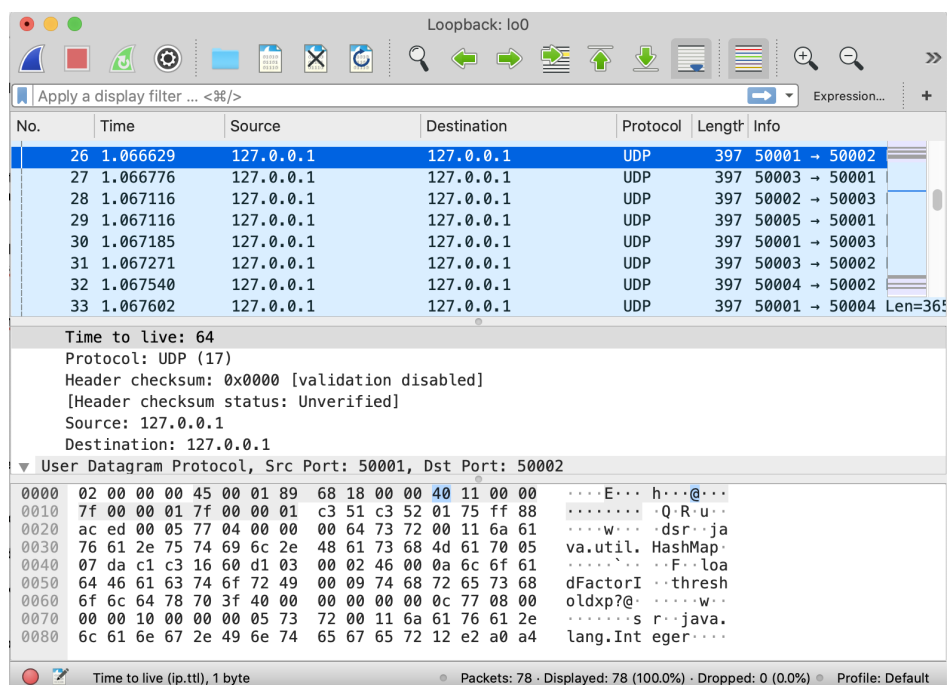 Loopback: lo0
Apply a display filter ... <⌘/>
Expression...
+
No. Time Source Destination Protocol Length Info
26 1.066629 127.0.0.1 127.0.0.1 UDP 397 50001 → 50002
27 1.066776 127.0.0.1 127.0.0.1 UDP 397 50003 → 50001
28 1.067116 127.0.0.1 127.0.0.1 UDP 397 50002 → 50003
29 1.067116 127.0.0.1 127.0.0.1 UDP 397 50005 → 50001
30 1.067185 127.0.0.1 127.0.0.1 UDP 397 50001 → 50003
31 1.067271 127.0.0.1 127.0.0.1 UDP 397 50003 → 50002
32 1.067540 127.0.0.1 127.0.0.1 UDP 397 50004 → 50002
33 1.067602 127.0.0.1 127.0.0.1 UDP 397 50001 → 50004 Len=365
Time to live: 64
Protocol: UDP (17)
Header checksum: 0x0000 [validation disabled]
[Header checksum status: Unverified]
Source: 127.0.0.1
Destination: 127.0.0.1
User Datagram Protocol, Src Port: 50001, Dst Port: 50002
0000 02 00 00 00 45 00 01 89 68 18 00 00 40 11 00 00 ····E··· h···@···
0010 7f 00 00 01 7f 00 00 01 c3 51 c3 52 01 75 ff 88 ········ ·Q·R·u··
0020 ac ed 00 05 77 04 00 00 00 64 73 72 00 11 6a 61 ····w··· ·dsr··ja
0030 76 61 2e 75 74 69 6c 2e 48 61 73 68 4d 61 70 05 va.util. HashMap·
0040 07 da c1 c3 16 60 d1 03 00 02 46 00 0a 6c 6f 61 ·····`·· ··F··loa
0050 64 46 61 63 74 6f 72 49 00 09 74 68 72 65 73 68 dFactorI ··thresh
0060 6f 6c 64 78 70 3f 40 00 00 00 00 00 0c 77 08 00 oldxp?@· ·····w··
0070 00 00 10 00 00 00 05 73 72 00 11 6a 61 76 61 2e ·······s r··java.
0080 6c 61 6e 67 2e 49 6e 74 65 67 65 72 12 e2 a0 a4 lang.Int eger····
Time to live (ip.ttl), 1 byte
Packets: 78 · Displayed: 78 (100.0%) · Dropped: 0 (0.0%)
Profile: Default